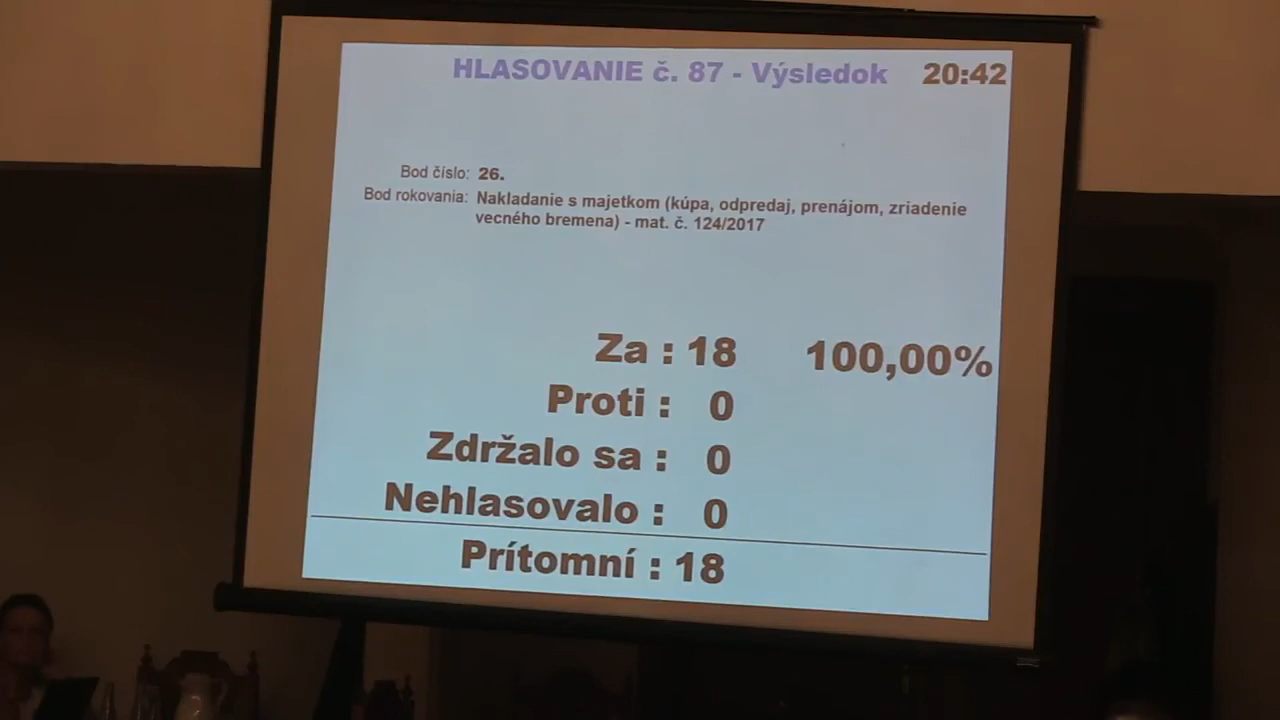 HLASOVANIE č. 87 - Výsledok 20:42
Bod číslo: 26.
Bod rokovania: Nakladanie s majetkom (kúpa, odpredaj, prenájom, zriadenie
vecného bremena) - mat. č. 124/2017
Za : 18 100,00%
Proti : 0
Zdržalo sa : 0
Nehlasovalo : 0
Prítomní : 18